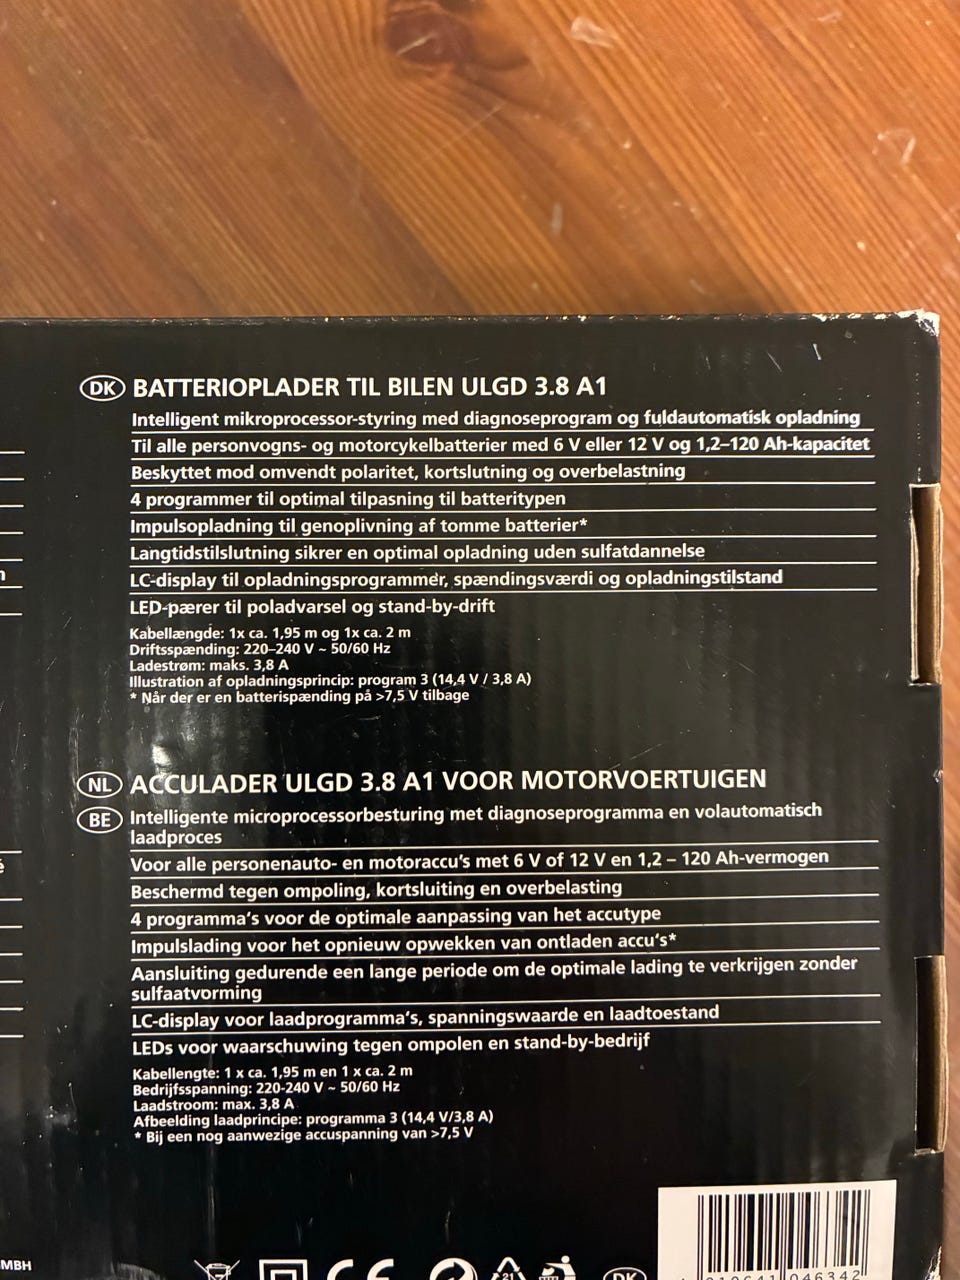 DK BATTERIOPLADER TIL BILEN ULGD 3.8 A1
Intelligent mikroprocessor-styring med diagnoseprogram og fuldautomatisk opladning
Til alle personvogns- og motorcykelbatterier med 6 V eller 12 V og 1,2–120 Ah-kapacitet
Beskyttet mod omvendt polaritet, kortslutning og overbelastning
4 programmer til optimal tilpasning til batteritypen
Impulsopladning til genoplivning af tomme batterier*
Langtidstilslutning sikrer en optimal opladning uden sulfatdannelse
LC-display til opladningsprogrammer, spændingsværdi og opladningstilstand
LED-pærer til poladvarsel og stand-by-drift
Kabellængde: 1x ca. 1,95 m og 1x ca. 2 m
Driftsspænding: 220–240 V ~ 50/60 Hz
Ladestrøm: maks. 3,8 A
Illustration af opladningsprincip: program 3 (14,4 V / 3,8 A)
* Når der er en batterispænding på >7,5 V tilbage
NL ACCULADER ULGD 3.8 A1 VOOR MOTORVOERTUIGEN
BE Intelligente microprocessorbesturing met diagnoseprogramma en volautomatisch
laadproces
Voor alle personenauto- en motoraccu's met 6 V of 12 V en 1,2 – 120 Ah-vermogen
Beschermd tegen ompoling, kortsluiting en overbelasting
4 programma's voor de optimale aanpassing van het accutype
Impulslading voor het opnieuw opwekken van ontladen accu's*
Aansluiting gedurende een lange periode om de optimale lading te verkrijgen zonder
sulfaatvorming
LC-display voor laadprogramma's, spanningswaarde en laadtoestand
LEDs voor waarschuwing tegen ompolen en stand-by-bedrijf
Kabellengte: 1 x ca. 1,95 m en 1 x ca. 2 m
Bedrijfsspanning: 220-240 V ~ 50/60 Hz
Laadstroom: max. 3,8 A
Afbeelding laadprincipe: programma 3 (14,4 V/3,8 A)
* Bij een nog aanwezige accuspanning van >7,5 V
MBH
CE
21
DK
046342